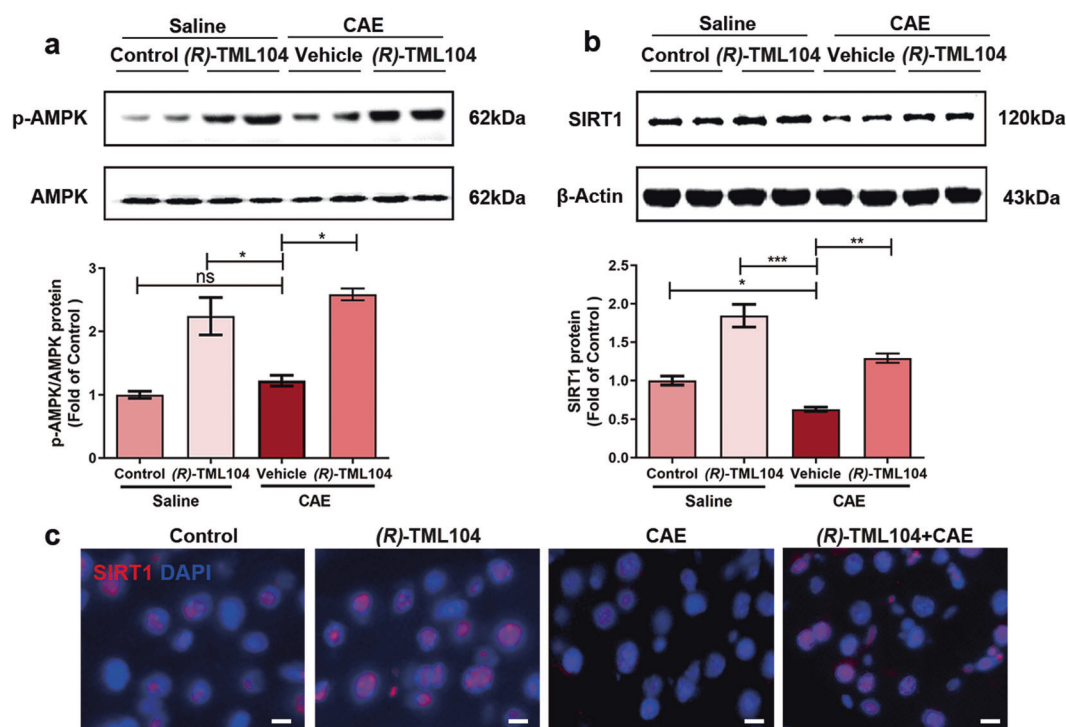 a
Saline CAE
Control (R)-TML104 Vehicle (R)-TML104
p-AMPK 62kDa
AMPK 62kDa
p-AMPK/AMPK protein
(Fold of Control )
3
2
1
0
ns
*
*
Control (R)-TML104 Vehicle (R)-TML104
Saline CAE
b
Saline CAE
Control (R)-TML104 Vehicle (R)-TML104
SIRT1 120kDa
β-Actin 43kDa
SIRT1 protein
(Fold of Control)
2.5
2.0
1.5
1.0
0.5
0.0
*
***
**
Control (R)-TML104 Vehicle (R)-TML104
Saline CAE
c
Control (R)-TML104 CAE (R)-TML104+CAE
SIRT1 DAPI